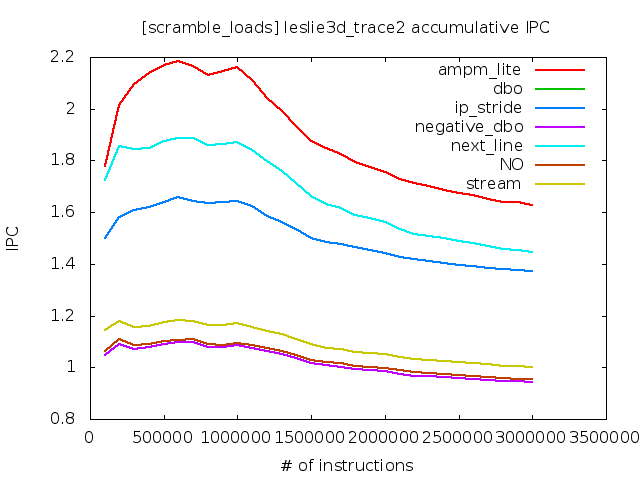 [scramble_loads] leslie3d_trace2 accumulative IPC
2.2
2
1.8
1.6
1.4
1.2
1
0.8
IPC
ampm_lite
dbo
ip_stride
negative_dbo
next_line
NO
stream
0 500000 1000000 1500000 2000000 2500000 3000000 3500000
# of instructions